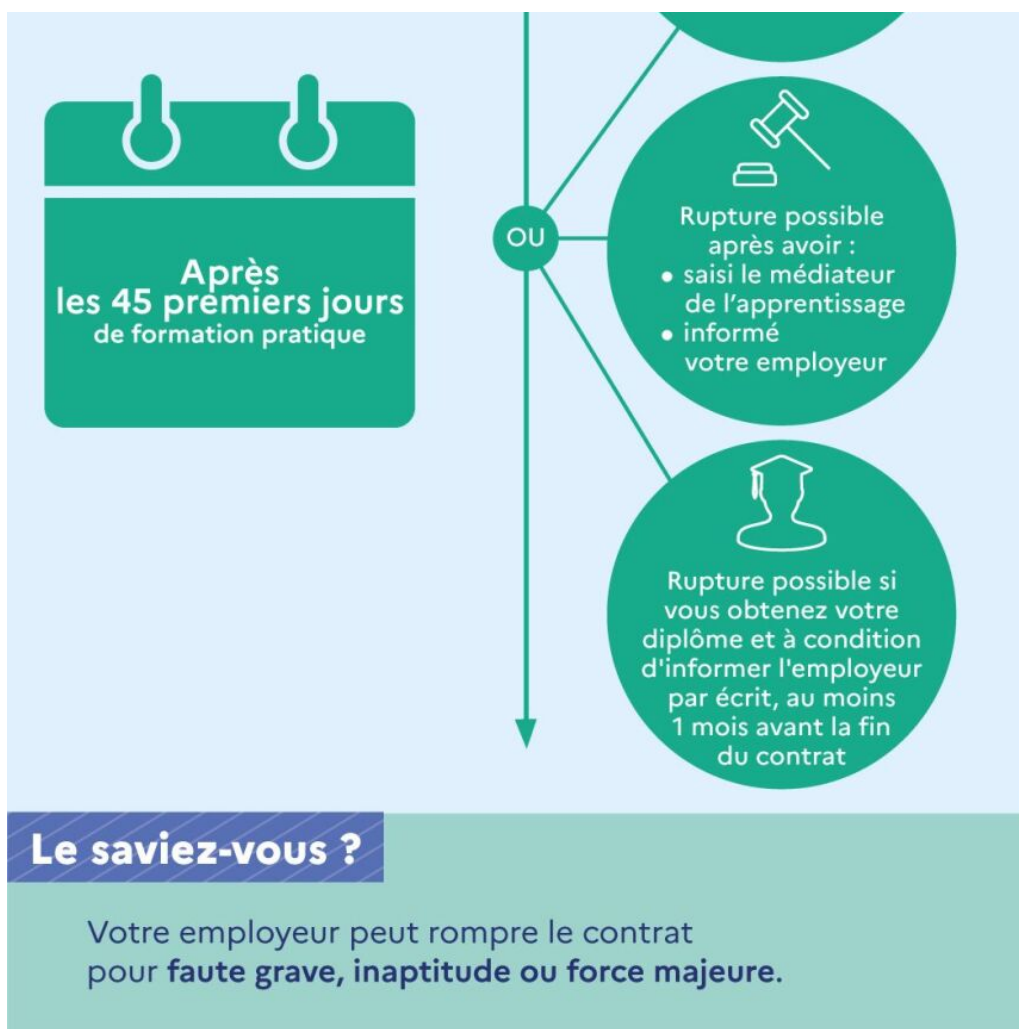 Après
les 45 premiers jours
de formation pratique
OU
Rupture possible
après avoir :
• saisi le médiateur
de l'apprentissage
• informé
votre employeur
Rupture possible si
vous obtenez votre
diplôme et à condition
d'informer l'employeur
par écrit, au moins
1 mois avant la fin
du contrat
Le saviez-vous ?
Votre employeur peut rompre le contrat
pour faute grave, inaptitude ou force majeure.